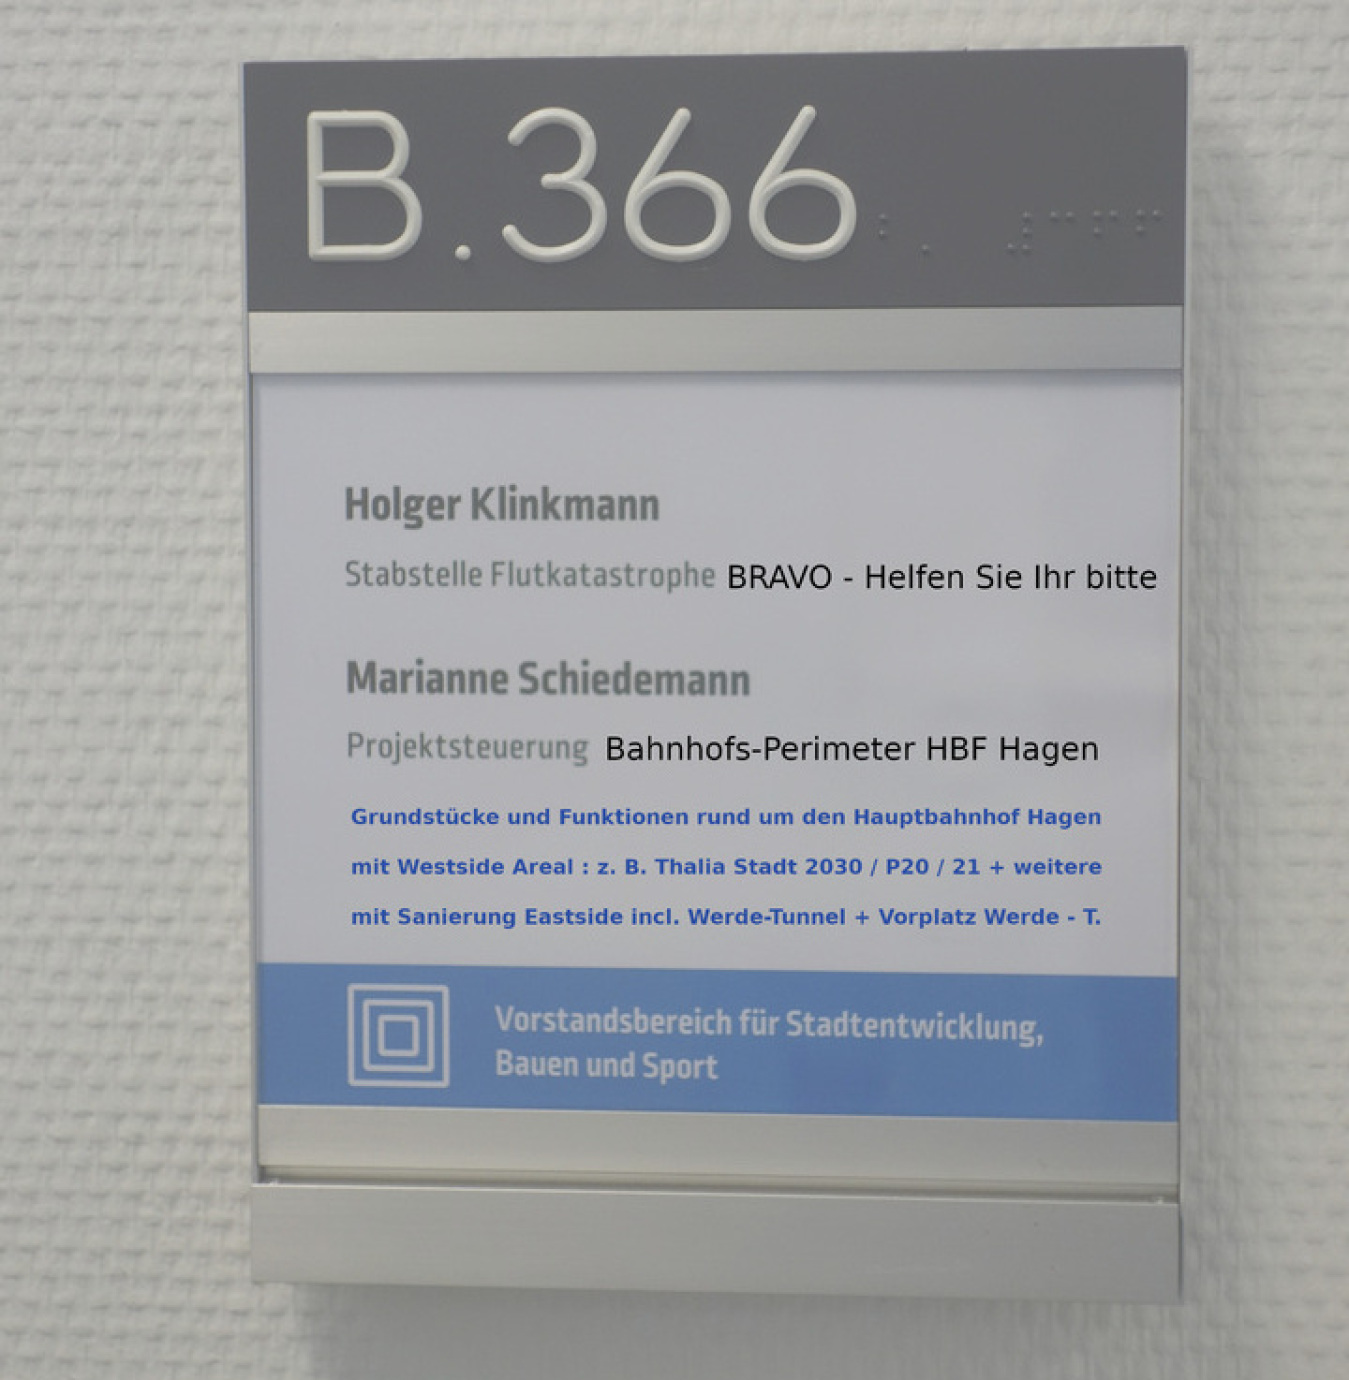 B.366
Holger Klinkmann
Stabstelle Flutkatastrophe BRAVO - Helfen Sie Ihr bitte
Marianne Schiedemann
Projektsteuerung Bahnhofs-Perimeter HBF Hagen
Grundstücke und Funktionen rund um den Hauptbahnhof Hagen
mit Westside Areal : z. B. Thalia Stadt 2030 / P20 / 21 + weitere
mit Sanierung Eastside incl. Werde-Tunnel + Vorplatz Werde - T.
Vorstandsbereich für Stadtentwicklung,
Bauen und Sport